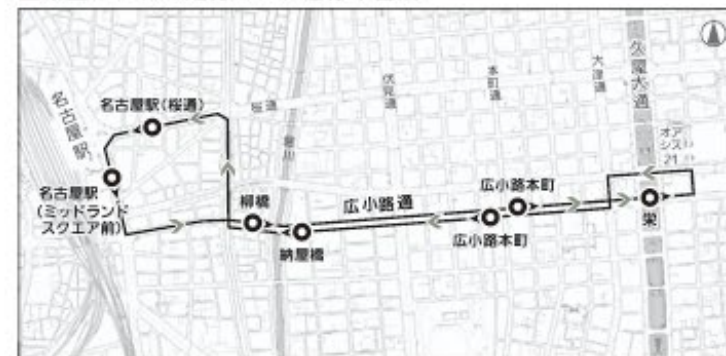 久屋大通
大津通
本町通
伏見通
名古屋駅(桜通)
桜通
名古屋駅
堀川
オア
シス
21
名古屋駅
(ミッドランド
スクエア前)
柳橋
広小路通
広小路本町
栄
納屋橋
広小路本町